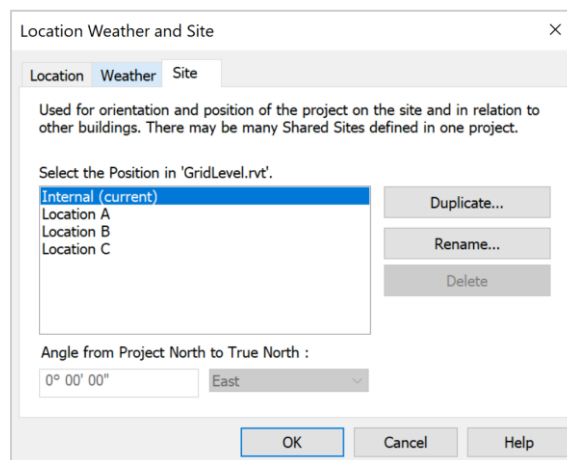 Location Weather and Site
Location Weather Site
Used for orientation and position of the project on the site and in relation to
other buildings. There may be many Shared Sites defined in one project.
Select the Position in 'GridLevel.rvt'.
Internal (current)
Location A
Location B
Location C
Duplicate...
Rename...
Delete
Angle from Project North to True North :
0° 00' 00" East
OK Cancel Help